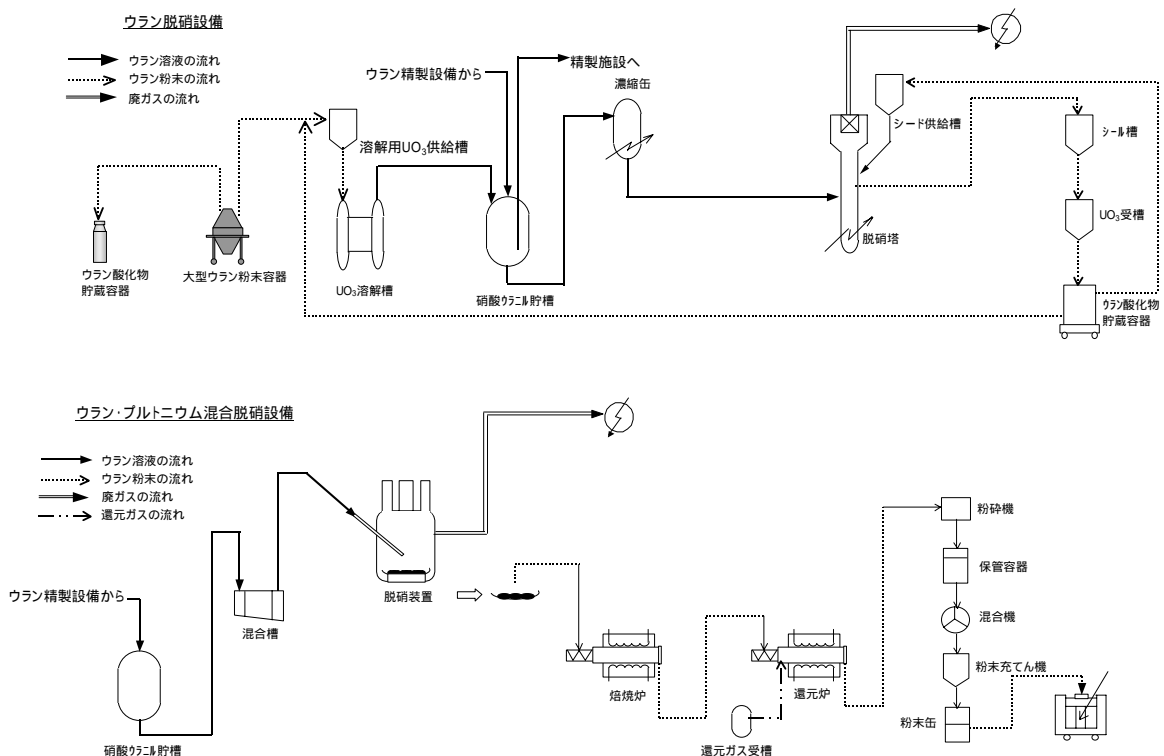 ウラン脱硝設備
ウラン溶液の流れ
ウラン粉末の流れ
廃ガスの流れ
ウラン精製設備から
精製施設へ
濃縮缶
溶解用UO₃供給槽
シード供給槽
シール槽
UO₃受槽
脱硝塔
ウラン酸化物
貯蔵容器
大型ウラン粉末容器
UO₃溶解槽
硝酸ウラニル貯槽
ウラン酸化物
貯蔵容器
ウラン・プルトニウム混合脱硝設備
ウラン溶液の流れ
ウラン粉末の流れ
廃ガスの流れ
還元ガスの流れ
ウラン精製設備から
混合槽
脱硝装置
粉砕機
保管容器
混合機
粉末充てん機
焙焼炉
還元炉
粉末缶
硝酸ウラニル貯槽
還元ガス受槽